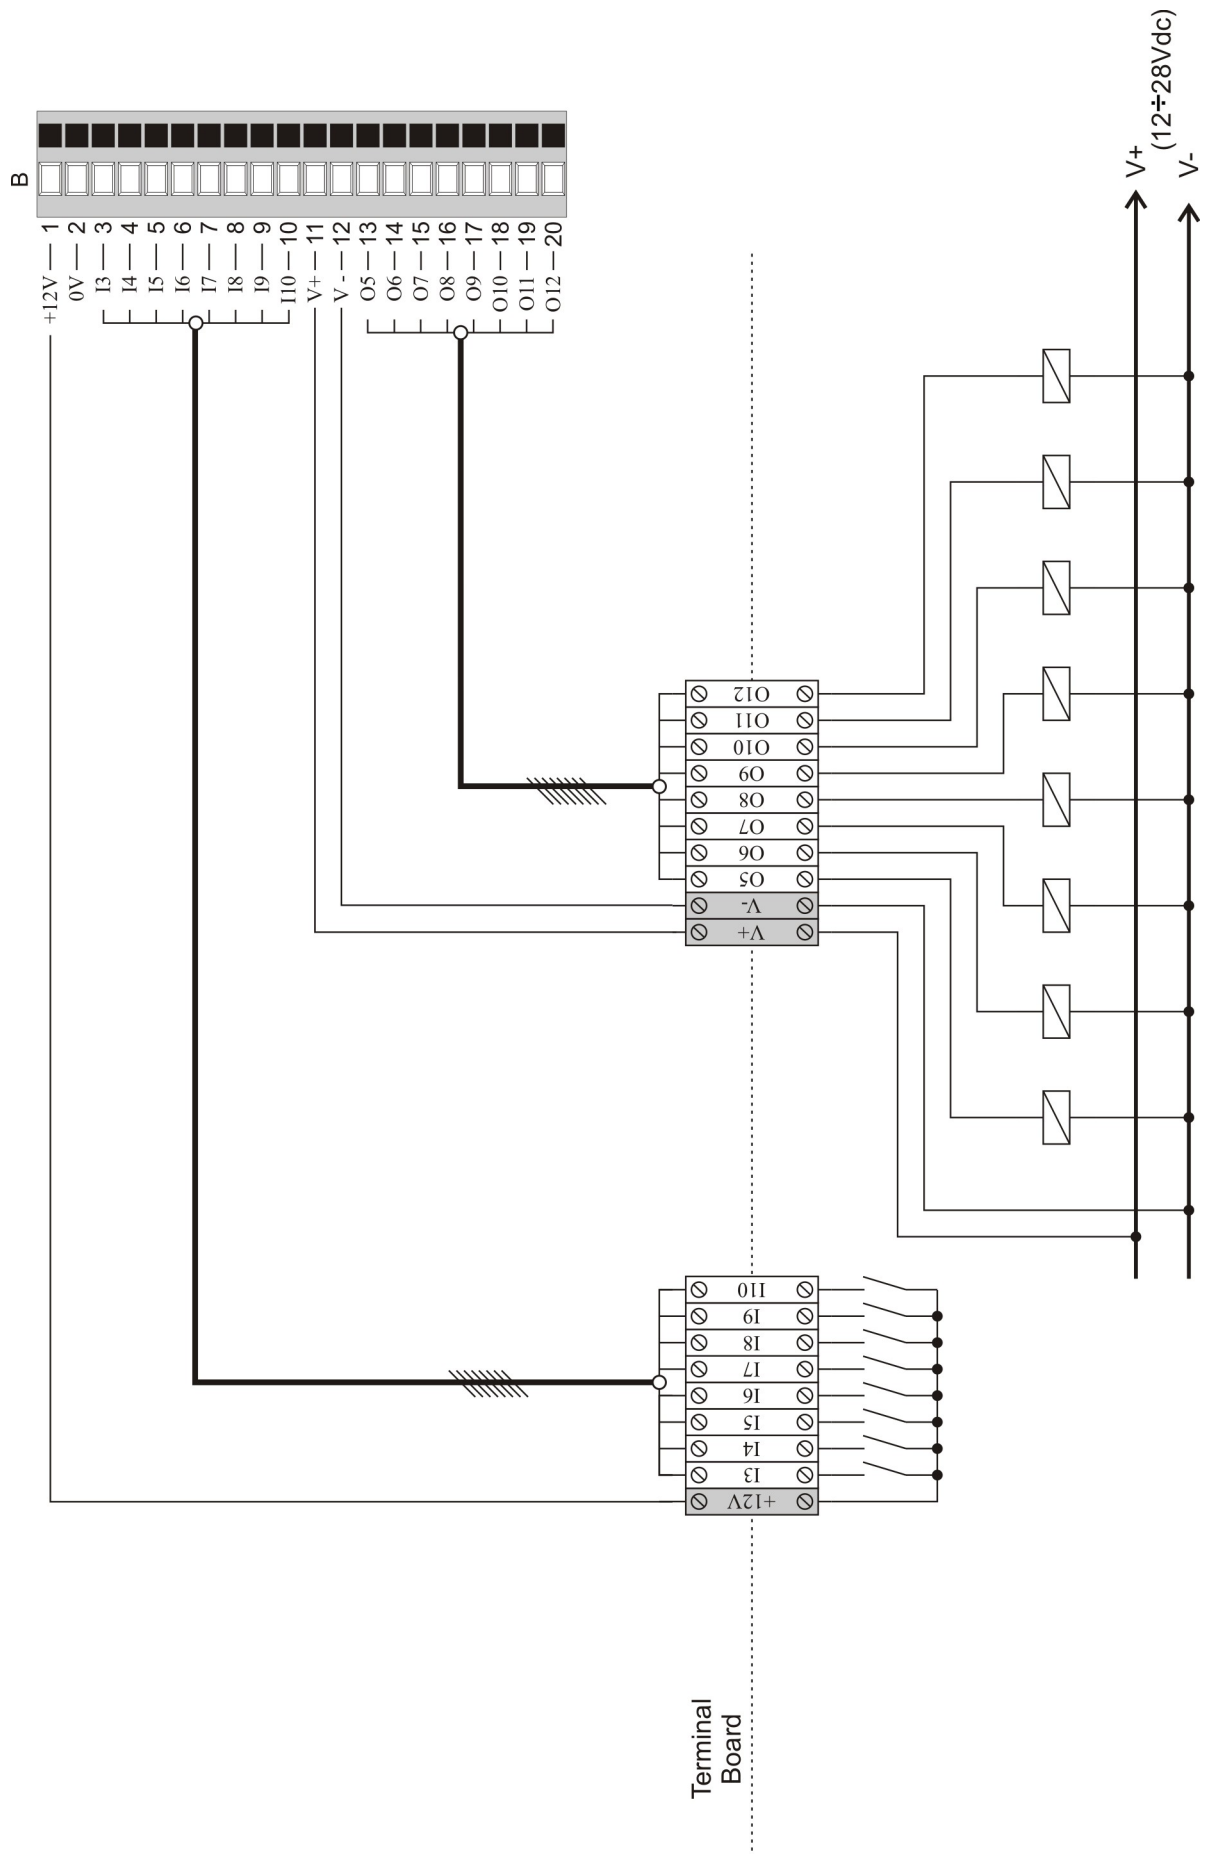 B
1
2
3
4
5
6
7
8
9
10
11
12
13
14
15
16
17
18
19
20
+12V
0V
I3
I4
I5
I6
I7
I8
I9
I10
V+
V -
O5
O6
O7
O8
O9
O10
O11
O12
V+
(12÷28Vdc)
V-
O12
O11
O10
O9
O8
O7
O6
O5
V-
V+
I10
I9
I8
I7
I6
I5
I4
I3
+12V
Terminal
Board